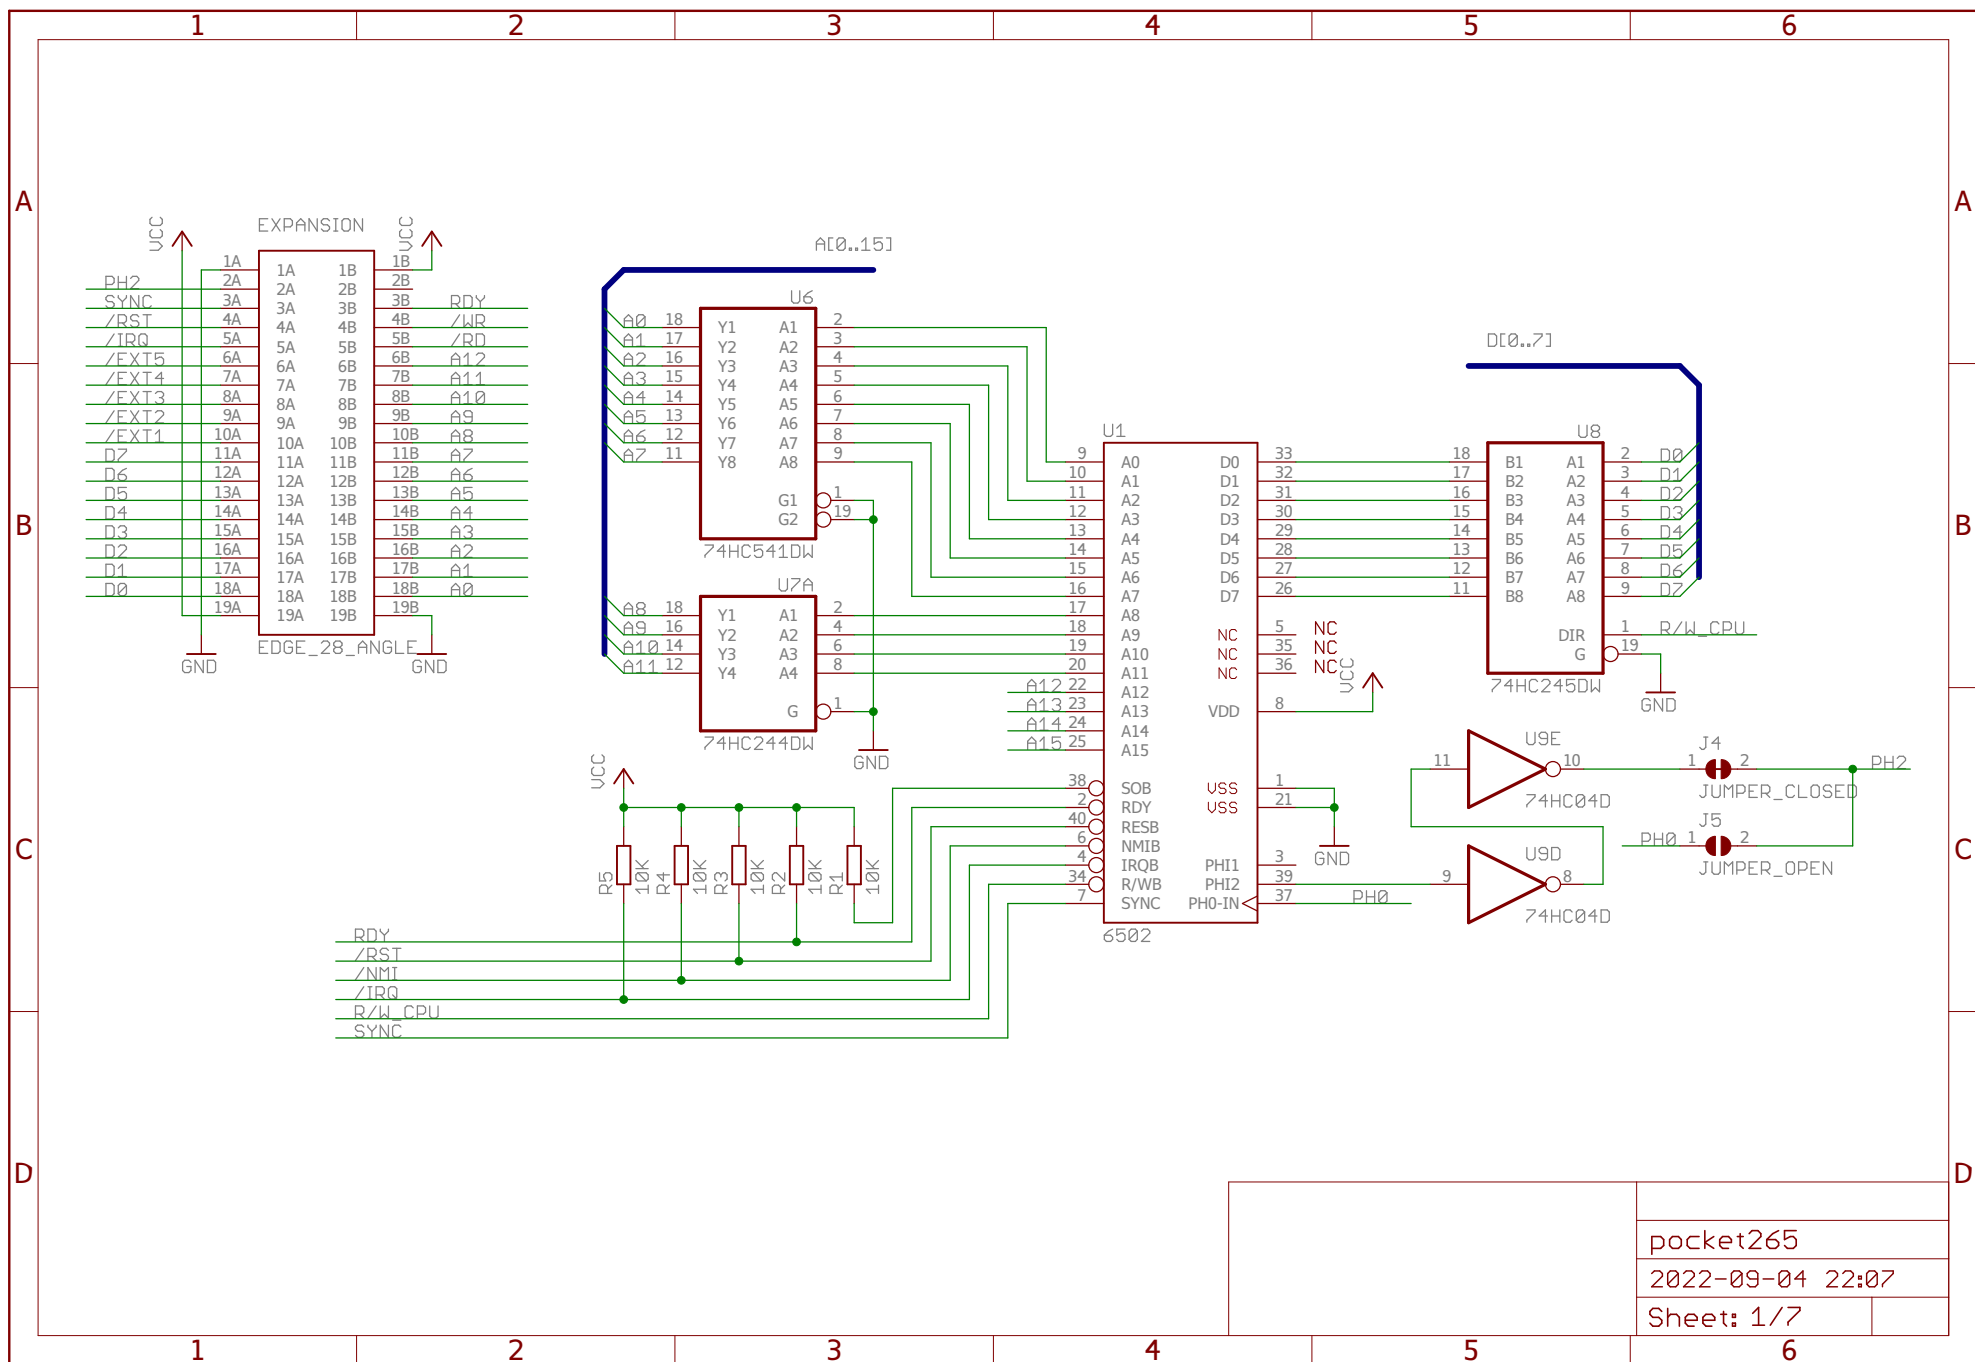 1 2 3 4 5 6
A A
B B
C C
D D
EXPANSION
VCC VCC
1A 1A 1B 1B
PH2 2A 2A 2B 2B
SYNC 3A 3A 3B 3B RDY
/RST 4A 4A 4B 4B /WR
/IRQ 5A 5A 5B 5B /RD
/EXT5 6A 6A 6B 6B A12
/EXT4 7A 7A 7B 7B A11
/EXT3 8A 8A 8B 8B A10
/EXT2 9A 9A 9B 9B A9
/EXT1 10A 10A 10B 10B A8
D7 11A 11A 11B 11B A7
D6 12A 12A 12B 12B A6
D5 13A 13A 13B 13B A5
D4 14A 14A 14B 14B A4
D3 15A 15A 15B 15B A3
D2 16A 16A 16B 16B A2
D1 17A 17A 17B 17B A1
D0 18A 18A 18B 18B A0
19A 19A 19B 19B
EDGE_28_ANGLE
GND GND
A[0..15]
U6
A0 18 Y1 A1 2
A1 17 Y2 A2 3
A2 16 Y3 A3 4
A3 15 Y4 A4 5
A4 14 Y5 A5 6
A5 13 Y6 A6 7
A6 12 Y7 A7 8
A7 11 Y8 A8 9
G1 1
G2 19
74HC541DW
U7A
A8 18 Y1 A1 2
A9 16 Y2 A2 4
A10 14 Y3 A3 6
A11 12 Y4 A4 8
G 1
74HC244DW
GND
U1
9 A0 D0 33
10 A1 D1 32
11 A2 D2 31
12 A3 D3 30
13 A4 D4 29
14 A5 D5 28
15 A6 D6 27
16 A7 D7 26
17 A8
18 A9 NC 5 NC
19 A10 NC 35 NC
20 A11 NC 36 NC
A12 22 A12
A13 23 A13 VDD 8
A14 24 A14
A15 25 A15
38 SOB VSS 1
2 RDY VSS 21
40 RESB
6 NMIB
4 IRQB PHI1 3
34 R/WB PHI2 39
7 SYNC PH0-IN 37 PH0
6502
VCC
GND
D[0..7]
U8
18 B1 A1 2 D0
17 B2 A2 3 D1
16 B3 A3 4 D2
15 B4 A4 5 D3
14 B5 A5 6 D4
13 B6 A6 7 D5
12 B7 A7 8 D6
11 B8 A8 9 D7
DIR 1 R/W_CPU
G 19
74HC245DW
GND
U9E
11 10
74HC04D
J4
1 2 PH2
JUMPER_CLOSED
J5
PH0 1 2
JUMPER_OPEN
U9D
9 8
74HC04D
VCC
R5 10K R4 10K R3 10K R2 10K R1 10K
RDY
/RST
/NMI
/IRQ
R/W_CPU
SYNC
pocket265
2022-09-04 22:07
Sheet: 1/7
1 2 3 4 5 6